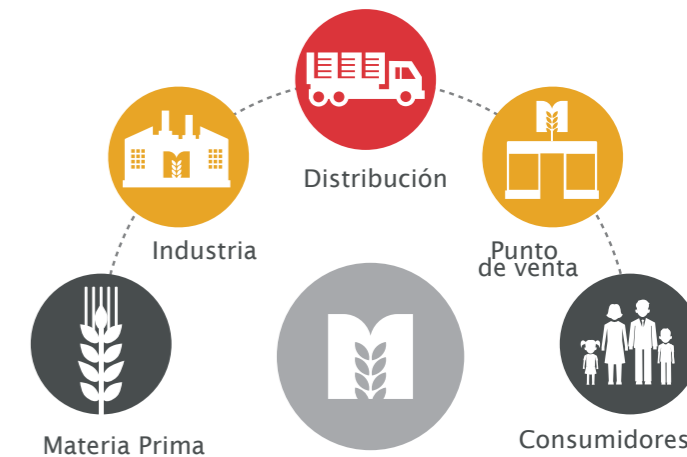 Distribución
Industria
Punto
de venta
Materia Prima
Consumidores